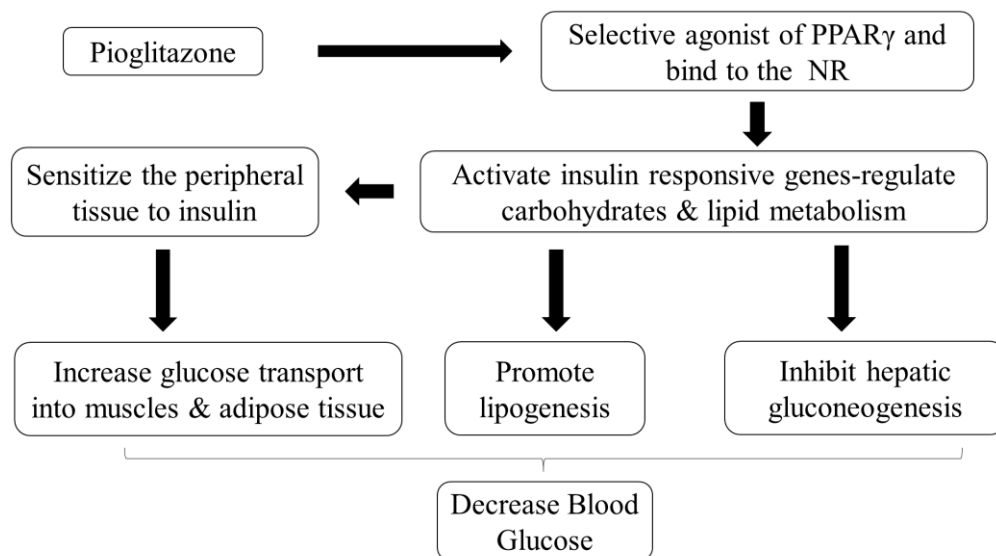 Pioglitazone
Selective agonist of PPARγ and
bind to the NR
Sensitize the peripheral
tissue to insulin
Activate insulin responsive genes-regulate
carbohydrates & lipid metabolism
Increase glucose transport
into muscles & adipose tissue
Promote
lipogenesis
Inhibit hepatic
gluconeogenesis
Decrease Blood
Glucose